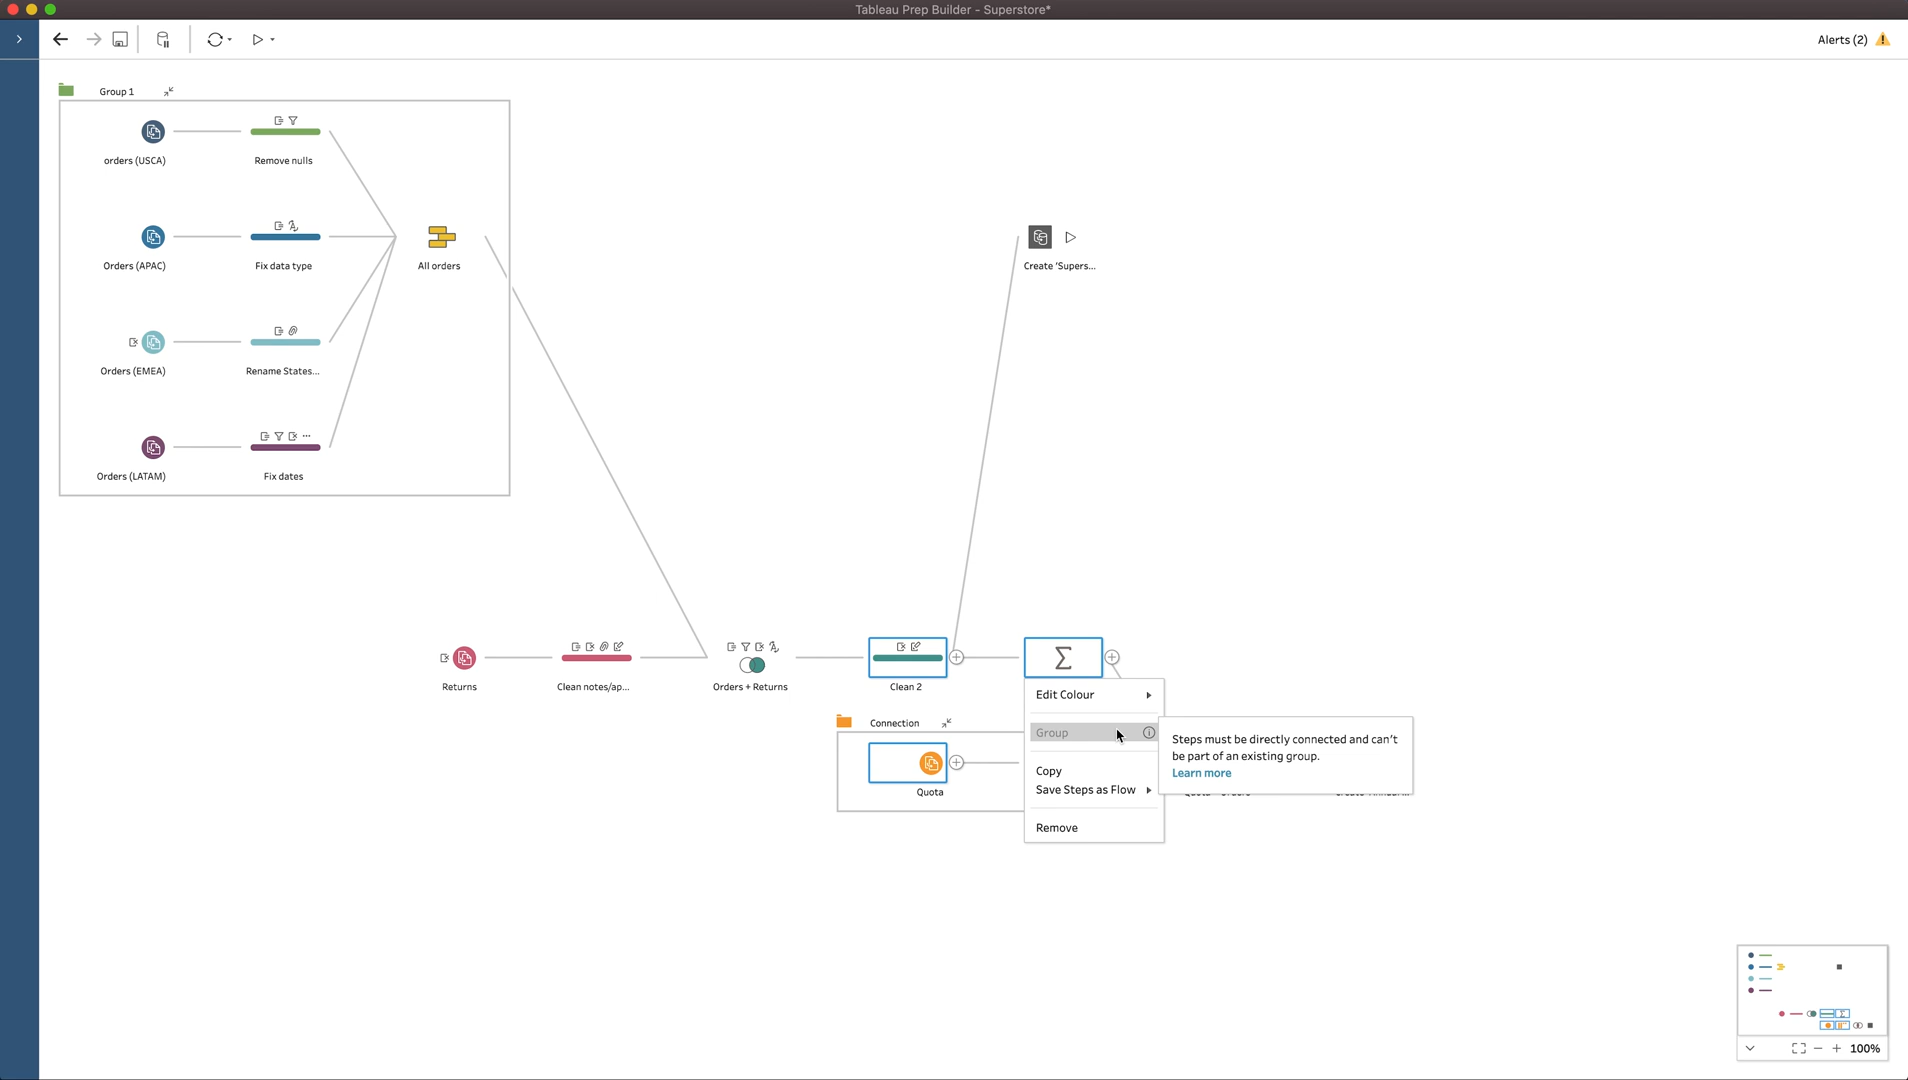 Tableau Prep Builder - Superstore*
Alerts (2)
Group 1
orders (USCA)
Remove nulls
Orders (APAC)
Fix data type
All orders
Create 'Supers...
Orders (EMEA)
Rename States...
Orders (LATAM)
Fix dates
Returns
Clean notes/ap...
Orders + Returns
Clean 2
Edit Colour
Connection
Group
Steps must be directly connected and can't
be part of an existing group.
Learn more
Quota
Copy
Save Steps as Flow
Remove
100%